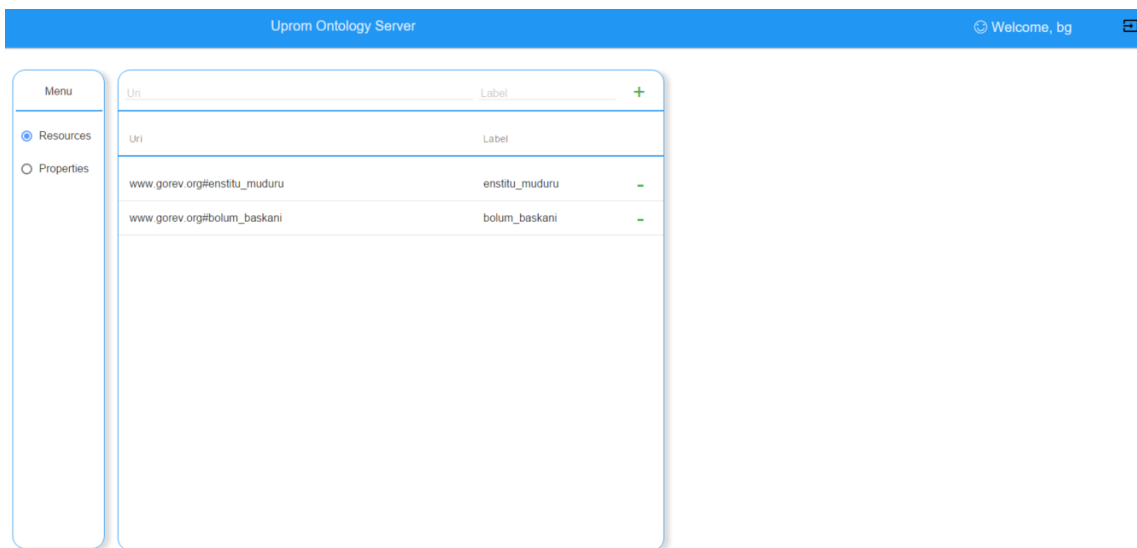 Uprom Ontology Server
Welcome, bg
Menu
Resources
Properties
Uri Label +
Uri Label
www.gorev.org#enstitu_muduru enstitu_muduru -
www.gorev.org#bolum_baskani bolum_baskani -